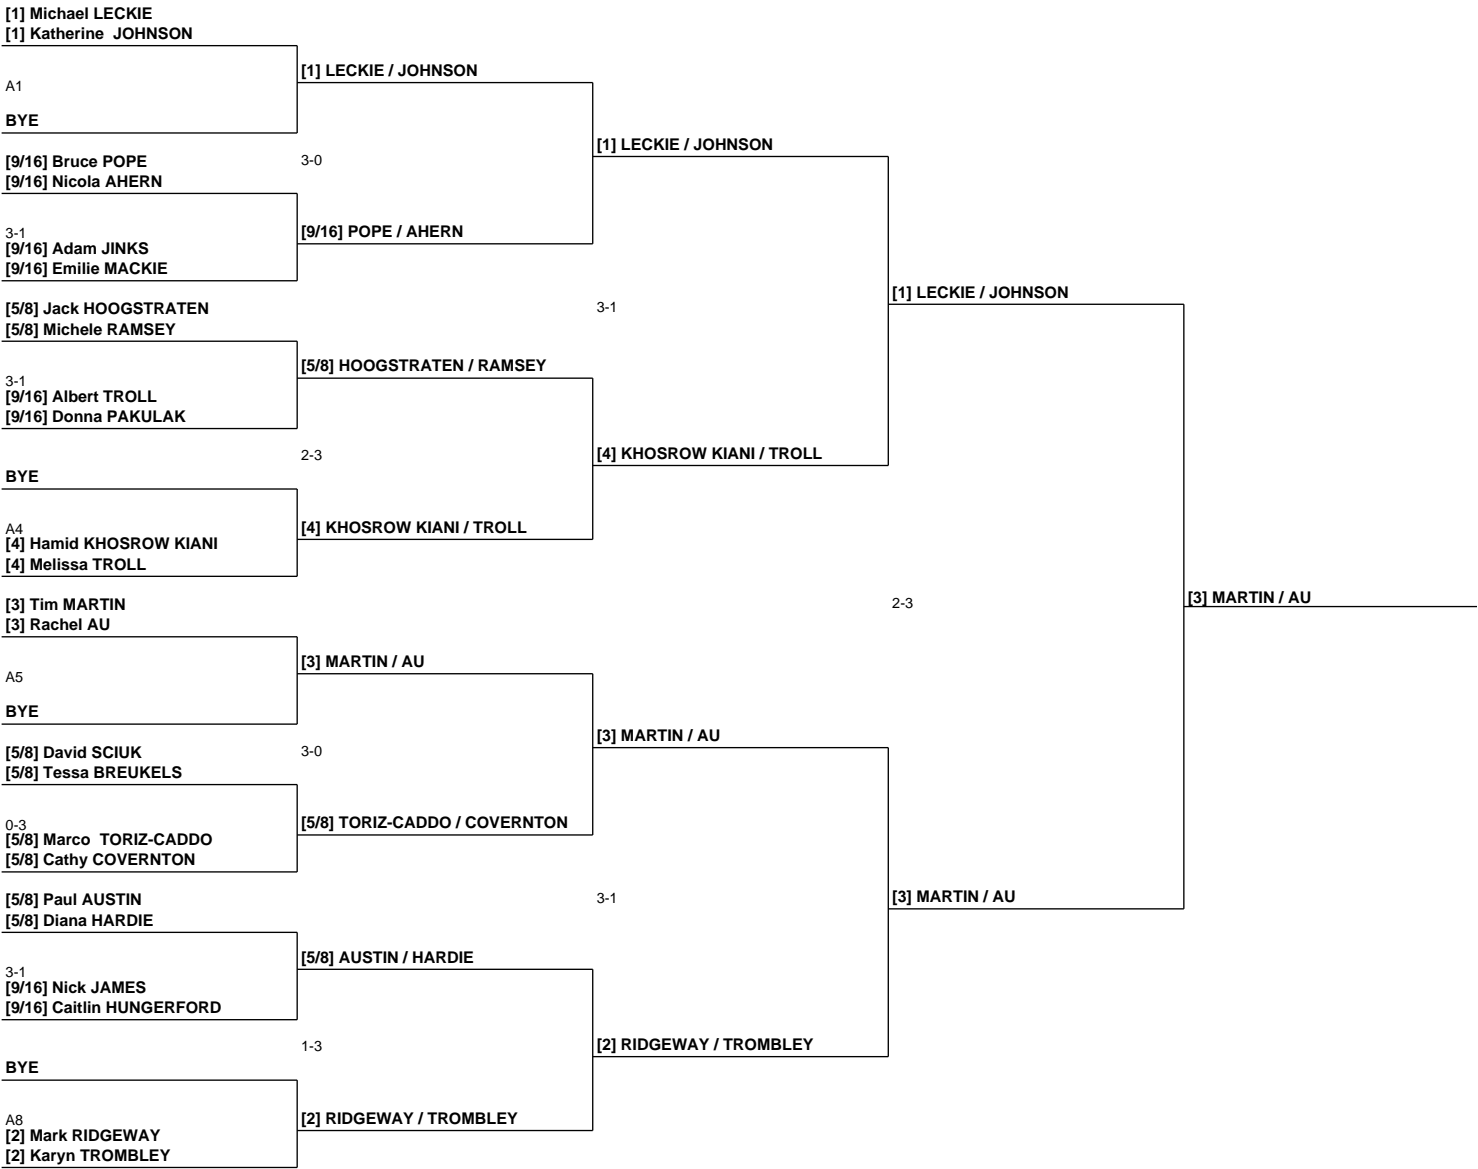 [1] Michael LECKIE
[1] Katherine  JOHNSON
A1
BYE
[9/16] Bruce POPE
[9/16] Nicola AHERN
3-1
[9/16] Adam JINKS
[9/16] Emilie MACKIE
[5/8] Jack HOOGSTRATEN
[5/8] Michele RAMSEY
3-1
[9/16] Albert TROLL
[9/16] Donna PAKULAK
BYE
A4
[4] Hamid KHOSROW KIANI
[4] Melissa TROLL
[3] Tim MARTIN
[3] Rachel AU
A5
BYE
[5/8] David SCIUK
[5/8] Tessa BREUKELS
0-3
[5/8] Marco  TORIZ-CADDO
[5/8] Cathy COVERNTON
[5/8] Paul AUSTIN
[5/8] Diana HARDIE
3-1
[9/16] Nick JAMES
[9/16] Caitlin HUNGERFORD
BYE
A8
[2] Mark RIDGEWAY
[2] Karyn TROMBLEY
[1] LECKIE / JOHNSON
3-0
[9/16] POPE / AHERN
[5/8] HOOGSTRATEN / RAMSEY
2-3
[4] KHOSROW KIANI / TROLL
[3] MARTIN / AU
3-0
[5/8] TORIZ-CADDO / COVERNTON
[5/8] AUSTIN / HARDIE
1-3
[2] RIDGEWAY / TROMBLEY
[1] LECKIE / JOHNSON
3-1
[4] KHOSROW KIANI / TROLL
[3] MARTIN / AU
3-1
[2] RIDGEWAY / TROMBLEY
[1] LECKIE / JOHNSON
2-3
[3] MARTIN / AU
[3] MARTIN / AU